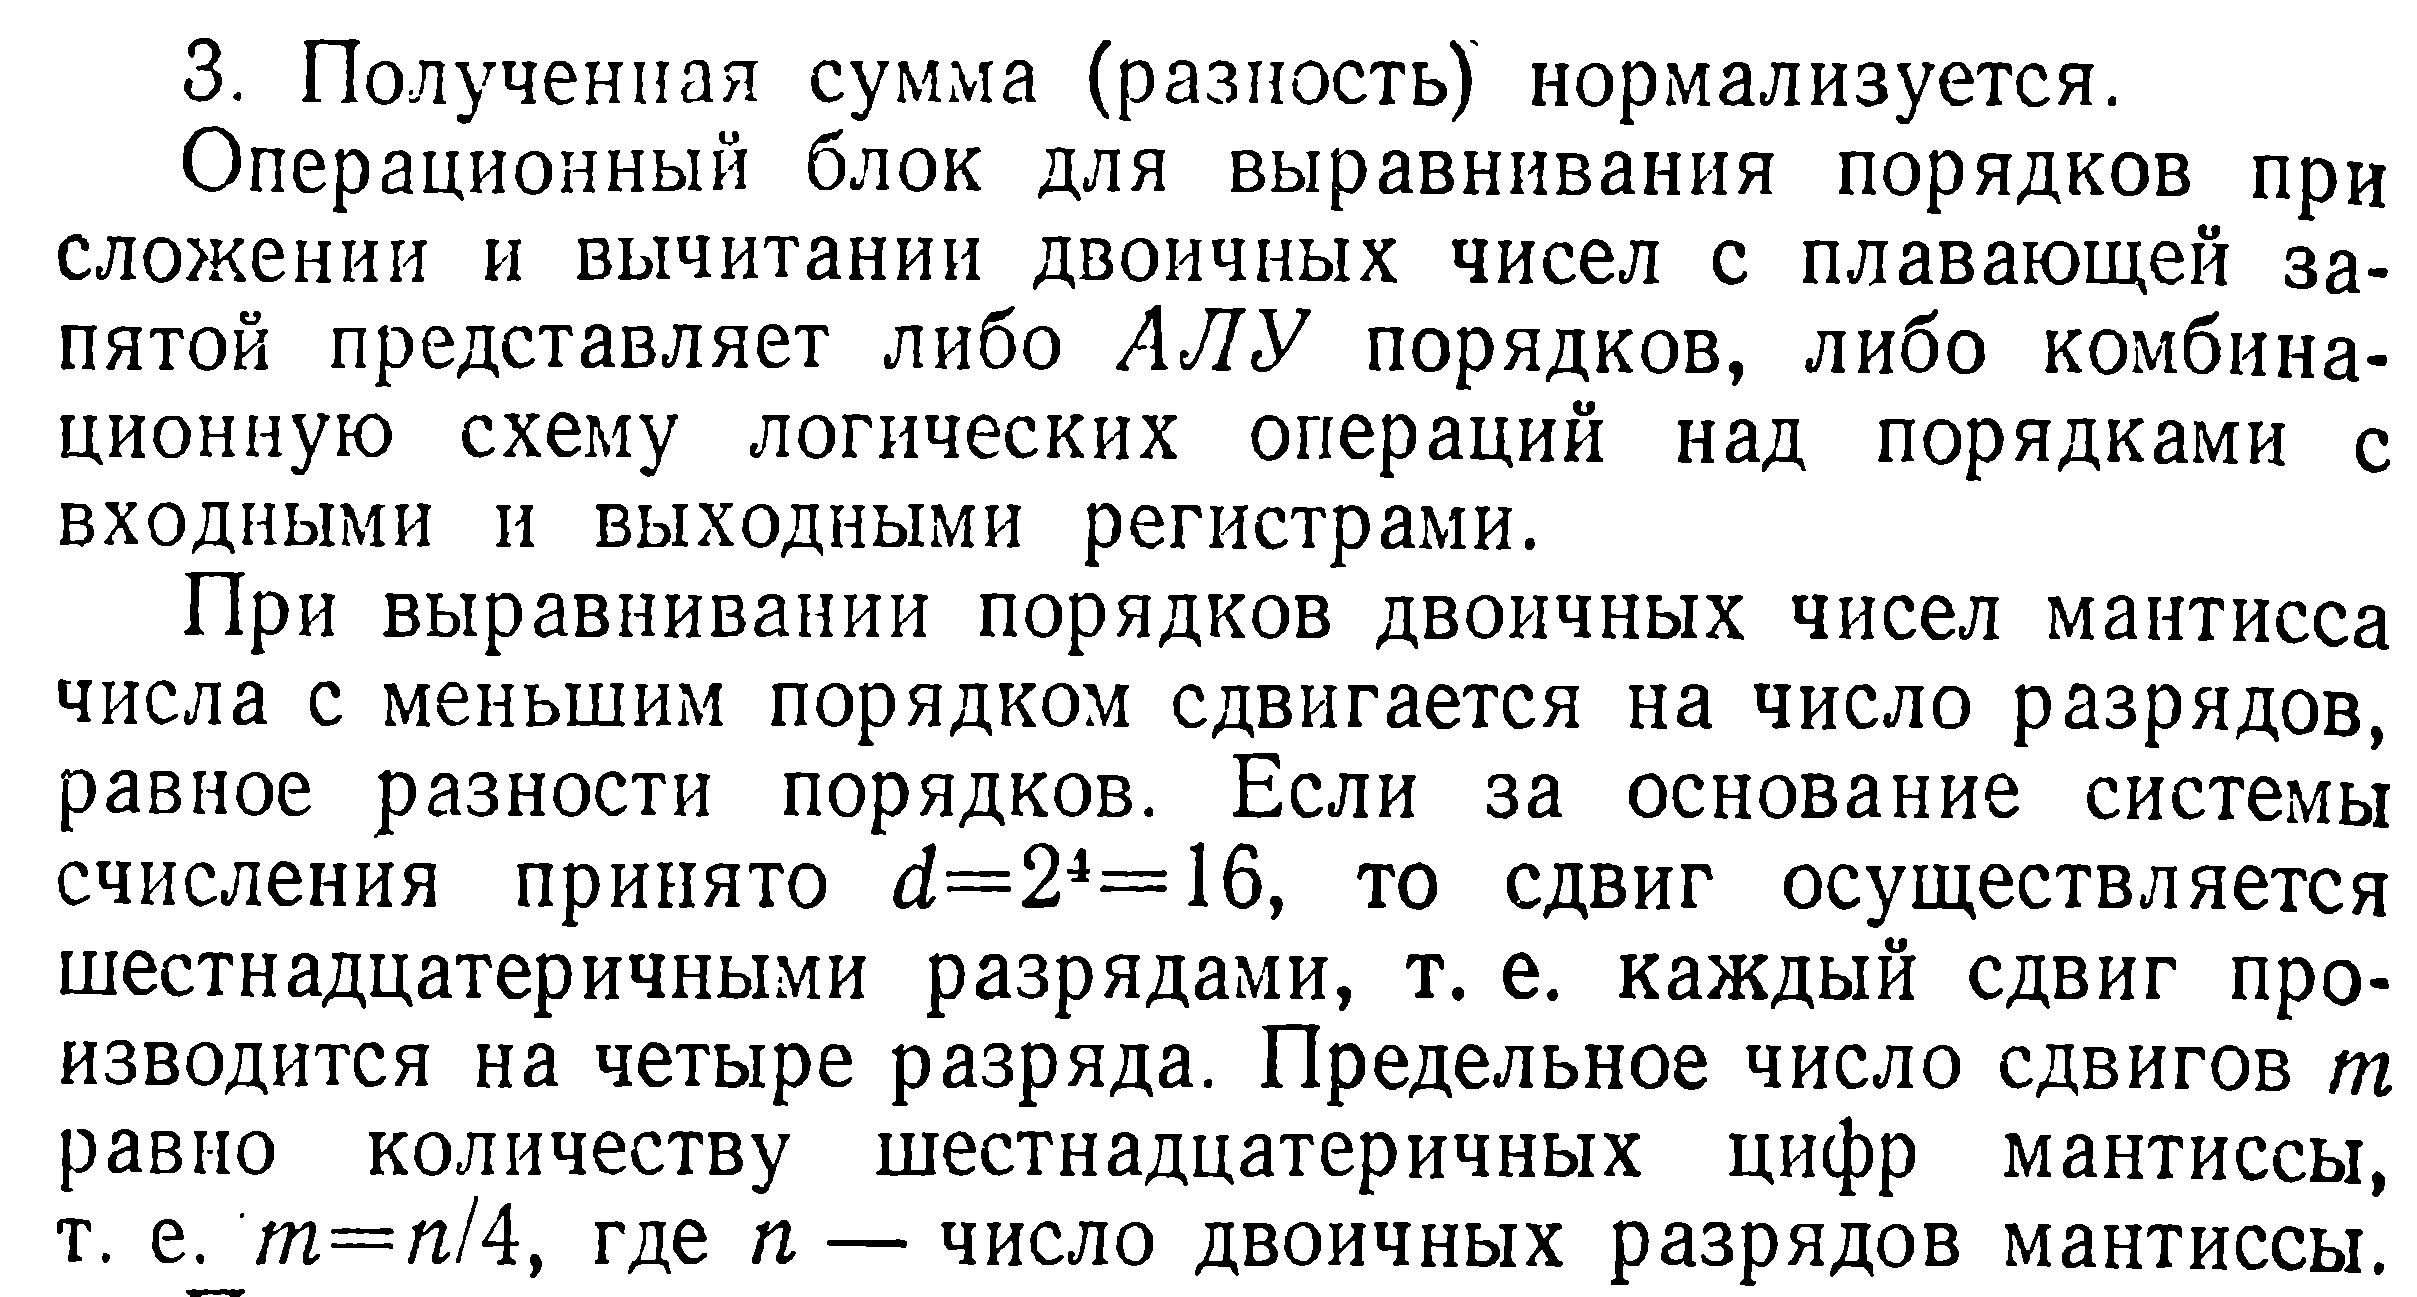 3. Полученная сумма (разность) нормализуется.
Операционный блок для выравнивания порядков при
сложении и вычитании двоичных чисел с плавающей за-
пятой представляет либо АЛУ порядков, либо комбина-
ционную схему логических операций над порядками с
входными и выходными регистрами.
При выравнивании порядков двоичных чисел мантисса
числа с меньшим порядком сдвигается на число разрядов,
равное разности порядков. Если за основание системы
счисления принято d=2⁴=16, то сдвиг осуществляется
шестнадцатеричными разрядами, т. е. каждый сдвиг про-
изводится на четыре разряда. Предельное число сдвигов m
равно количеству шестнадцатеричных цифр мантиссы,
т. е. m=n/4, где n — число двоичных разрядов мантиссы.